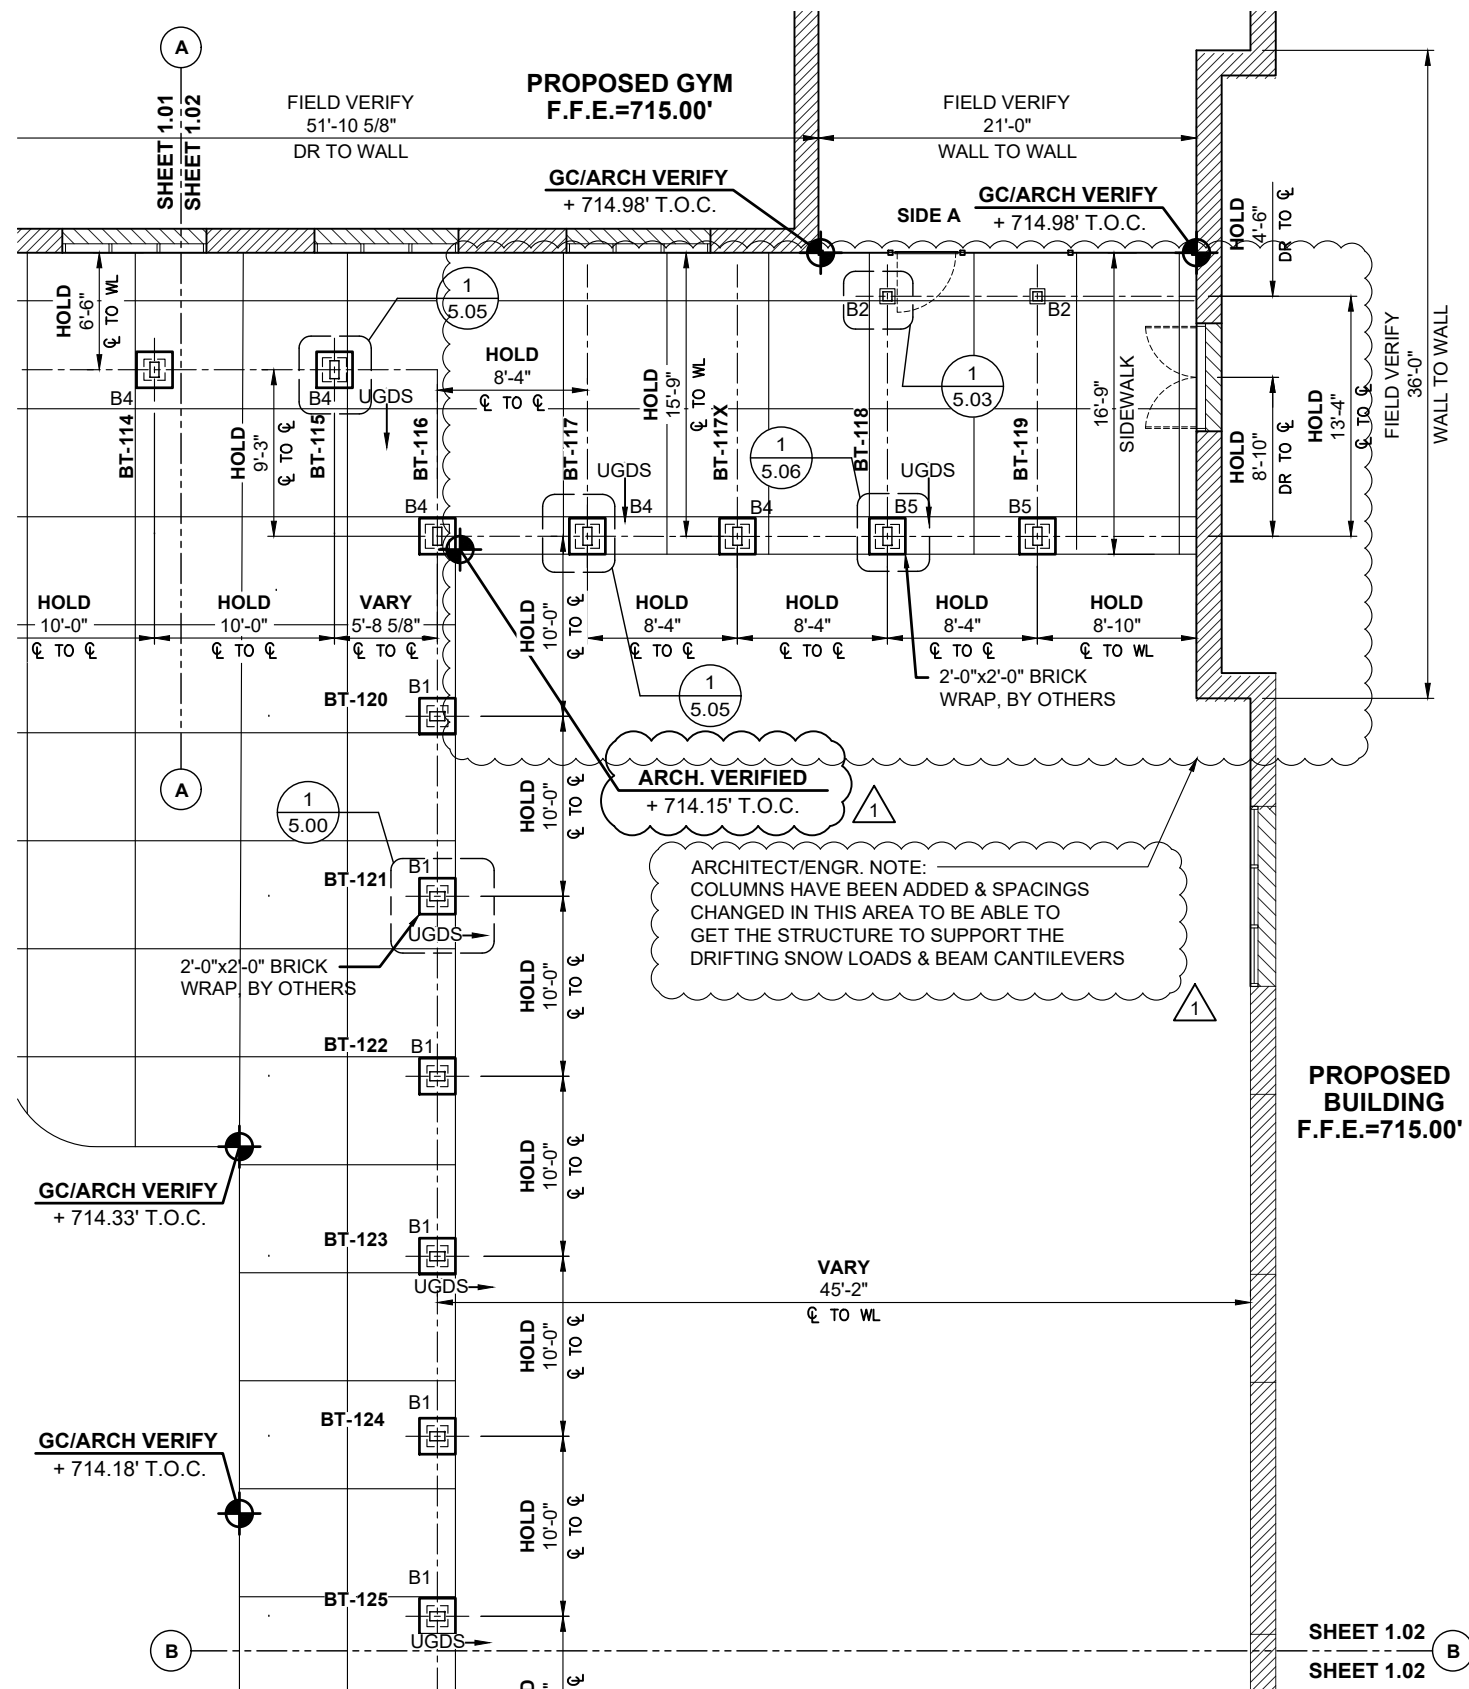 A
SHEET 1.01
SHEET 1.02
FIELD VERIFY
51'-10 5/8"
DR TO WALL
PROPOSED GYM
F.F.E.=715.00'
FIELD VERIFY
21'-0"
WALL TO WALL
GC/ARCH VERIFY
+ 714.98' T.O.C.
SIDE A
GC/ARCH VERIFY
+ 714.98' T.O.C.
HOLD
4'-6"
DR TO ℄
HOLD
6'-6"
℄ TO WL
1
5.05
B4
BT-114
B4
BT-115
UGDS
HOLD
9'-3"
℄ TO ℄
BT-116
B4
HOLD
8'-4"
℄ TO ℄
BT-117
UGDS
B4
HOLD
15'-9"
℄ TO WL
BT-117X
B4
1
5.06
BT-118
UGDS
B5
B2
B2
1
5.03
BT-119
B5
16'-9"
SIDEWALK
HOLD
8'-10"
DR TO ℄
HOLD
13'-4"
℄ TO ℄
FIELD VERIFY
36'-0"
WALL TO WALL
HOLD
10'-0"
℄ TO ℄
HOLD
10'-0"
℄ TO ℄
VARY
5'-8 5/8"
℄ TO ℄
HOLD
10'-0"
℄ TO ℄
HOLD
8'-4"
℄ TO ℄
HOLD
8'-4"
℄ TO ℄
HOLD
8'-4"
℄ TO ℄
HOLD
8'-10"
℄ TO WL
2'-0"x2'-0" BRICK
WRAP, BY OTHERS
1
5.05
BT-120
B1
A
1
5.00
HOLD
10'-0"
℄ TO ℄
ARCH. VERIFIED
+ 714.15' T.O.C.
1
ARCHITECT/ENGR. NOTE:
COLUMNS HAVE BEEN ADDED & SPACINGS
CHANGED IN THIS AREA TO BE ABLE TO
GET THE STRUCTURE TO SUPPORT THE
DRIFTING SNOW LOADS & BEAM CANTILEVERS
1
BT-121
B1
UGDS
2'-0"x2'-0" BRICK
WRAP, BY OTHERS
HOLD
10'-0"
℄ TO ℄
BT-122
B1
PROPOSED
BUILDING
F.F.E.=715.00'
HOLD
10'-0"
℄ TO ℄
GC/ARCH VERIFY
+ 714.33' T.O.C.
BT-123
B1
UGDS
VARY
45'-2"
℄ TO WL
HOLD
10'-0"
℄ TO ℄
BT-124
B1
GC/ARCH VERIFY
+ 714.18' T.O.C.
HOLD
10'-0"
℄ TO ℄
BT-125
B1
UGDS
B
SHEET 1.02
SHEET 1.02
B